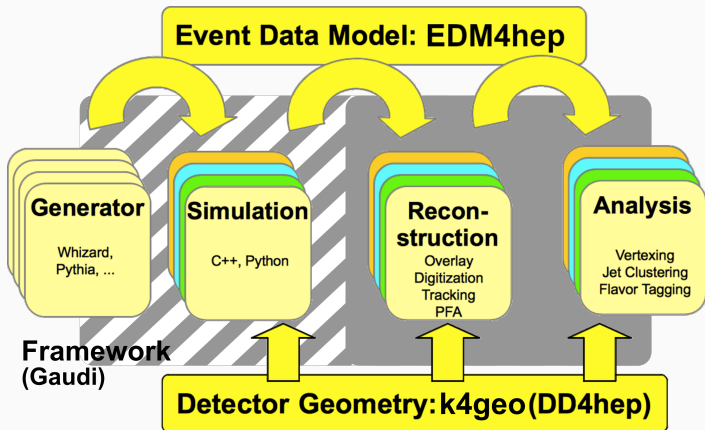 Event Data Model: EDM4hep
Generator
Whizard,
Pythia, ...
Simulation
C++, Python
Recon-
struction
Overlay
Digitization
Tracking
PFA
Analysis
Vertexing
Jet Clustering
Flavor Tagging
Framework
(Gaudi)
Detector Geometry: k4geo (DD4hep)